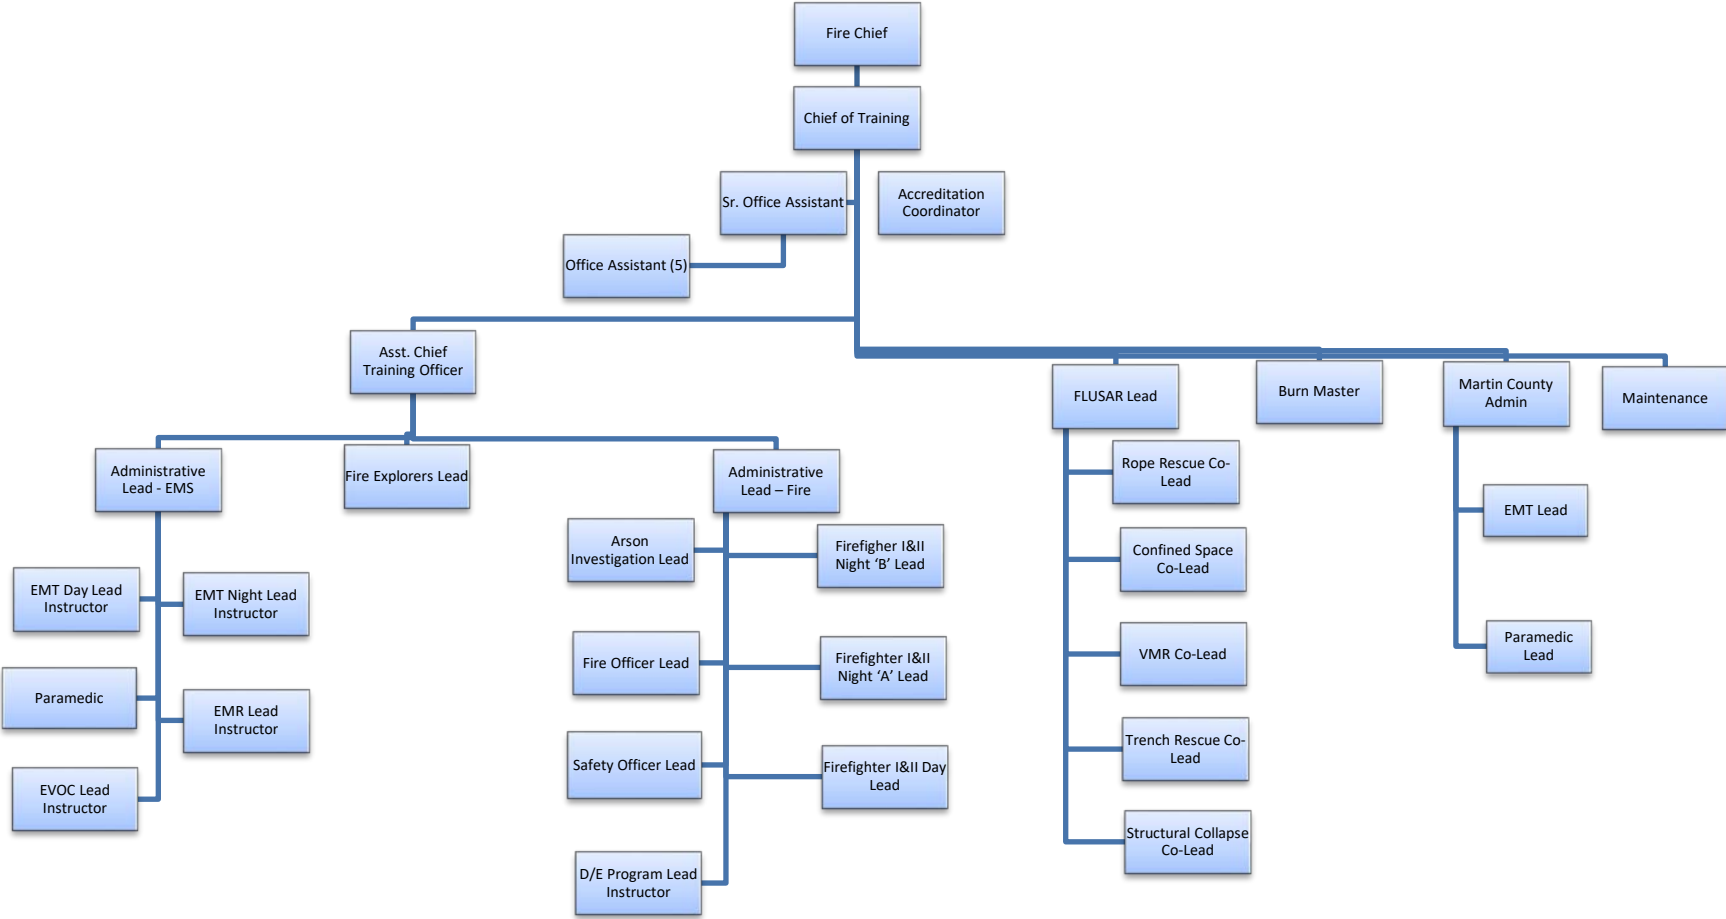 Fire Chief
Chief of Training
Sr. Office Assistant
Accreditation
Coordinator
Office Assistant (5)
Asst. Chief
Training Officer
FLUSAR Lead
Burn Master
Martin County
Admin
Maintenance
Administrative
Lead - EMS
Fire Explorers Lead
Administrative
Lead – Fire
Rope Rescue Co-
Lead
EMT Lead
Arson
Investigation Lead
Firefigher I&II
Night ‘B’ Lead
Confined Space
Co-Lead
EMT Day Lead
Instructor
EMT Night Lead
Instructor
Fire Officer Lead
Firefighter I&II
Night ‘A’ Lead
VMR Co-Lead
Paramedic
Lead
Paramedic
EMR Lead
Instructor
Safety Officer Lead
Firefighter I&II Day
Lead
Trench Rescue Co-
Lead
EVOC Lead
Instructor
Structural Collapse
Co-Lead
D/E Program Lead
Instructor